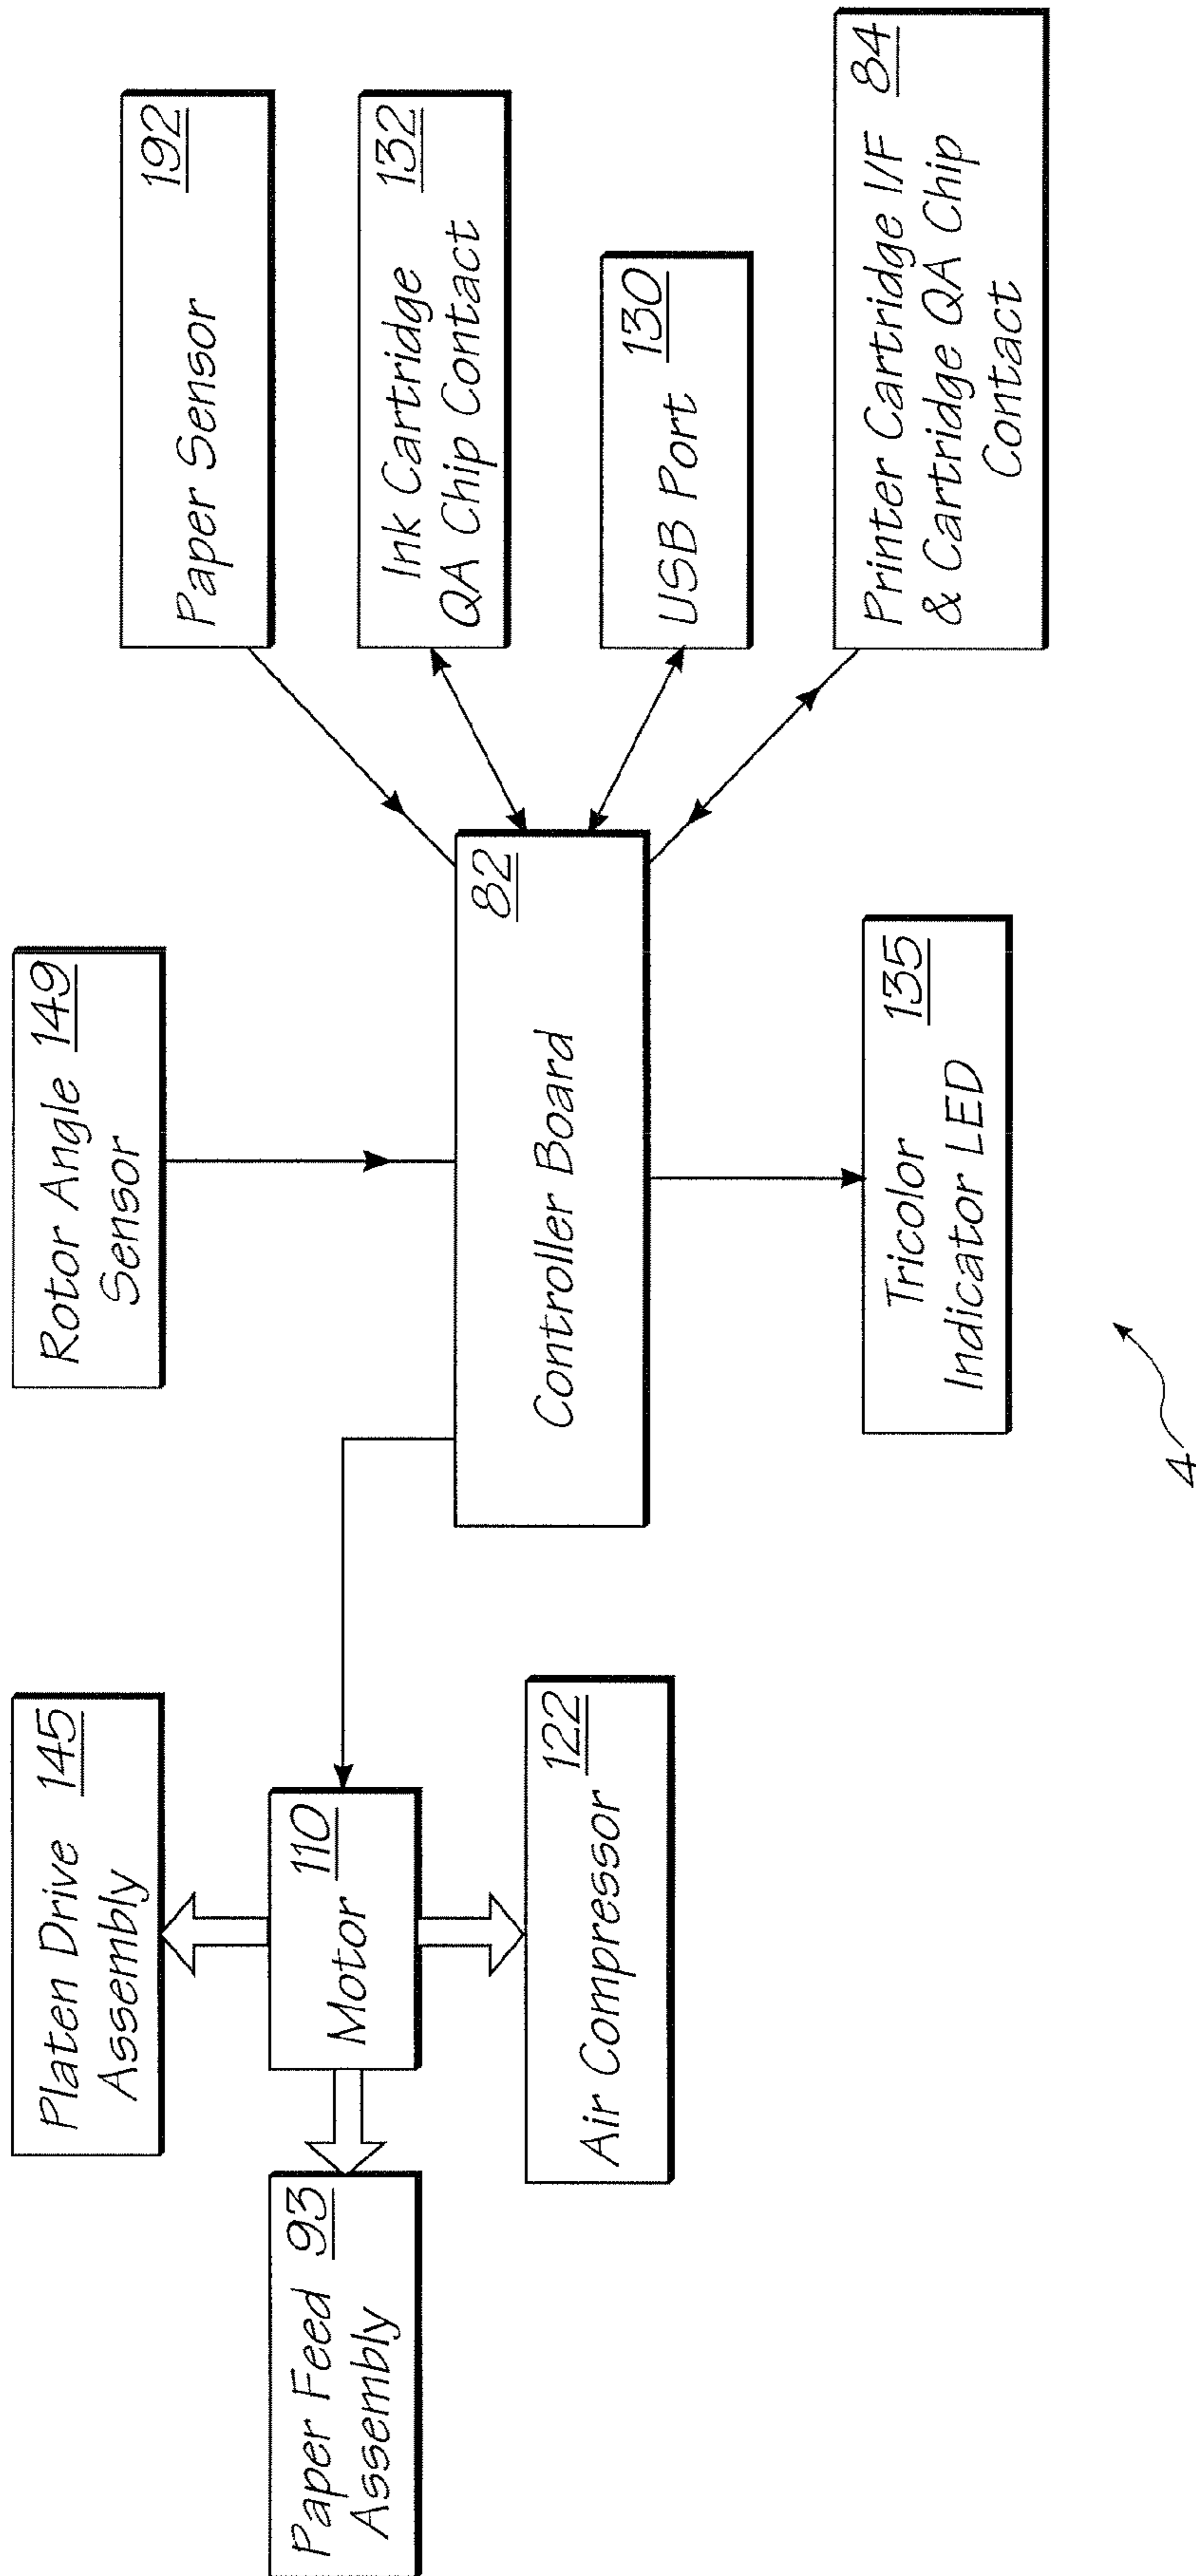 Paper Feed 93
Assembly
Platen Drive 145
Assembly
110
Motor
122
Air Compressor
Rotor Angle 149
Sensor
82
Controller Board
Tricolor 135
Indicator LED
192
Paper Sensor
Ink Cartridge 132
QA Chip Contact
USB Port 130
Printer Cartridge I/F 84
& Cartridge QA Chip
Contact
4